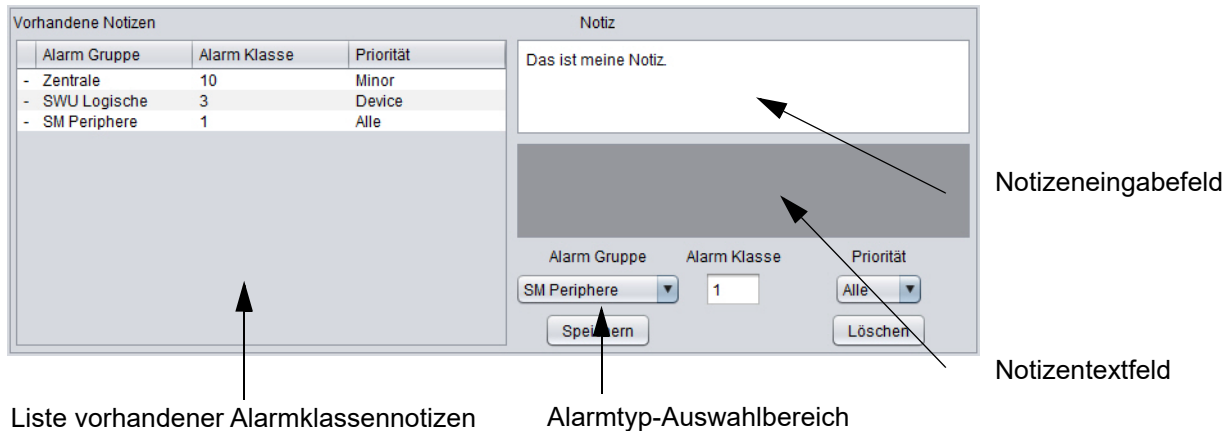 Vorhandene Notizen
Notiz
Alarm Gruppe Alarm Klasse Priorität
- Zentrale 10 Minor
- SWU Logische 3 Device
- SM Periphere 1 Alle
Das ist meine Notiz.
Notizeneingabefeld
Alarm Gruppe Alarm Klasse Priorität
SM Periphere 1 Alle
Speichern Löschen
Notizentextfeld
Liste vorhandener Alarmklassennotizen
Alarmtyp-Auswahlbereich